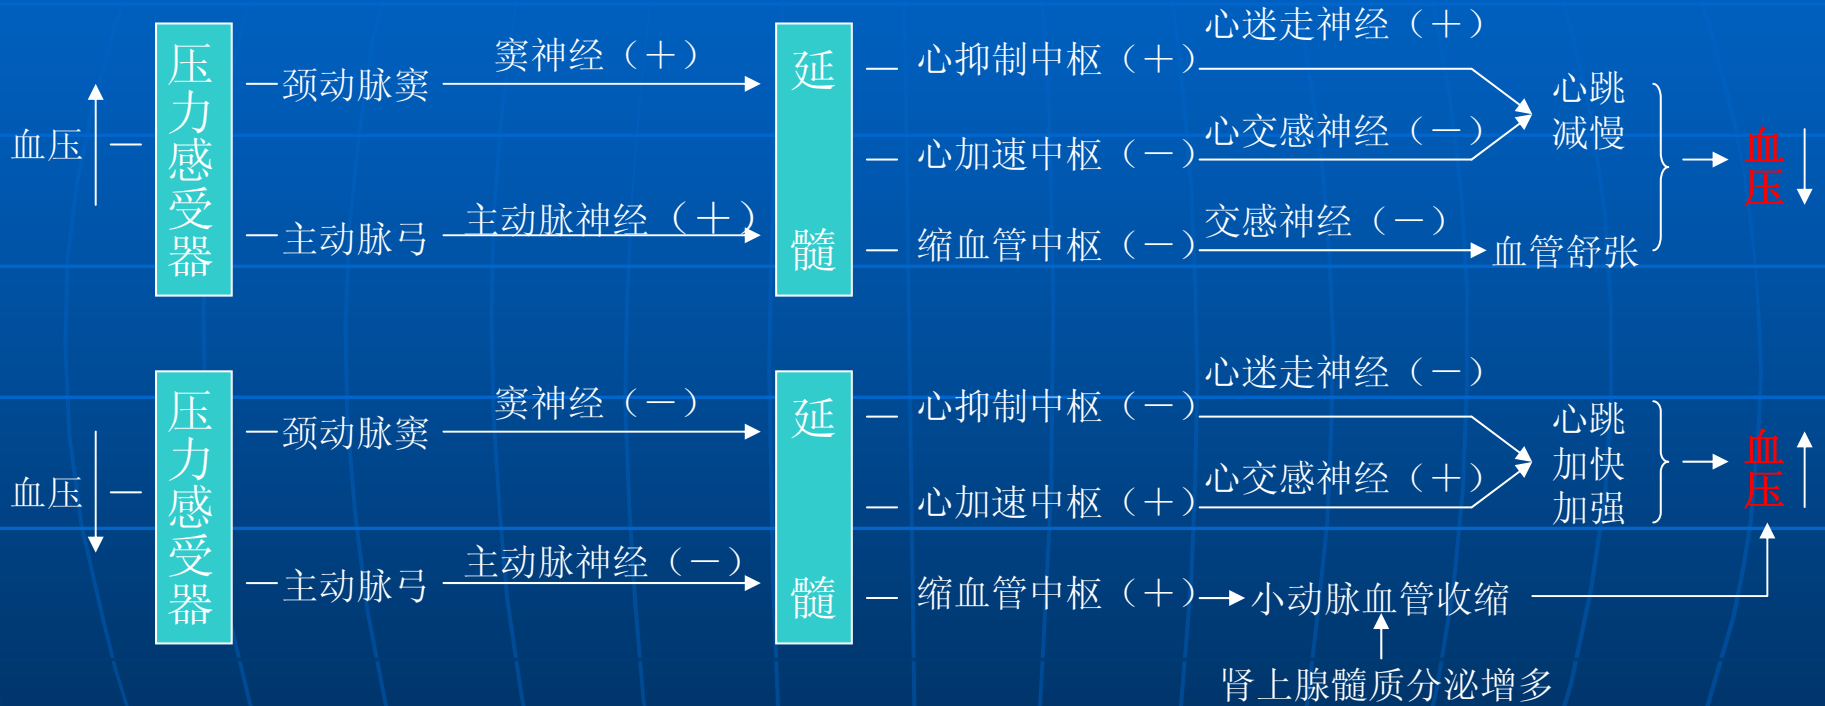 血压
压力感受器
颈动脉窦
窦神经（＋）
主动脉弓
主动脉神经（＋）
延髓
心抑制中枢（＋）
心迷走神经（＋）
心加速中枢（－）
心交感神经（－）
缩血管中枢（－）
交感神经（－）
心跳
减慢
血管舒张
血压
血压
压力感受器
颈动脉窦
窦神经（－）
主动脉弓
主动脉神经（－）
延髓
心抑制中枢（－）
心迷走神经（－）
心加速中枢（＋）
心交感神经（＋）
缩血管中枢（＋）
小动脉血管收缩
心跳
加快
加强
血压
肾上腺髓质分泌增多